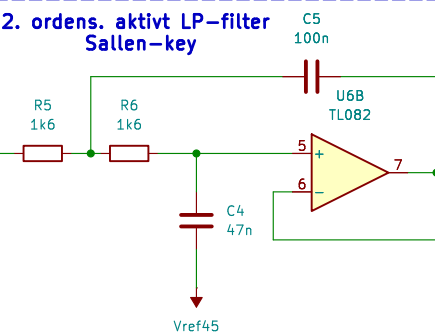 2. ordens. aktivt LP-filter
Sallen-key
C5
100n
R5
1k6
R6
1k6
U6B
TL082
5
+
7
6
-
C4
47n
Vref45